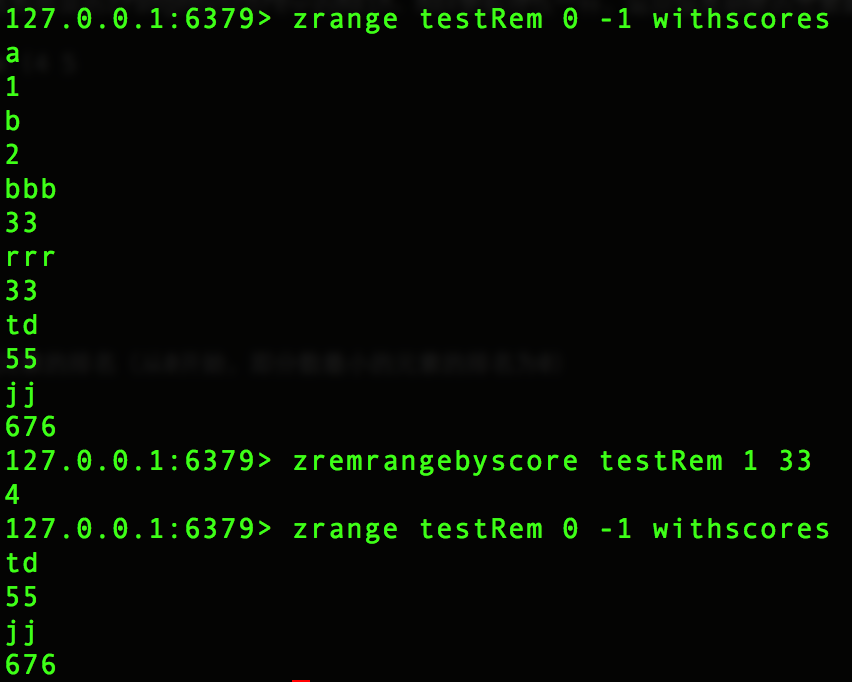 127.0.0.1:6379> zrange testRem 0 -1 withscores
a
1
b
2
bbb
33
rrr
33
td
55
jj
676
127.0.0.1:6379> zremrangebyscore testRem 1 33
4
127.0.0.1:6379> zrange testRem 0 -1 withscores
td
55
jj
676